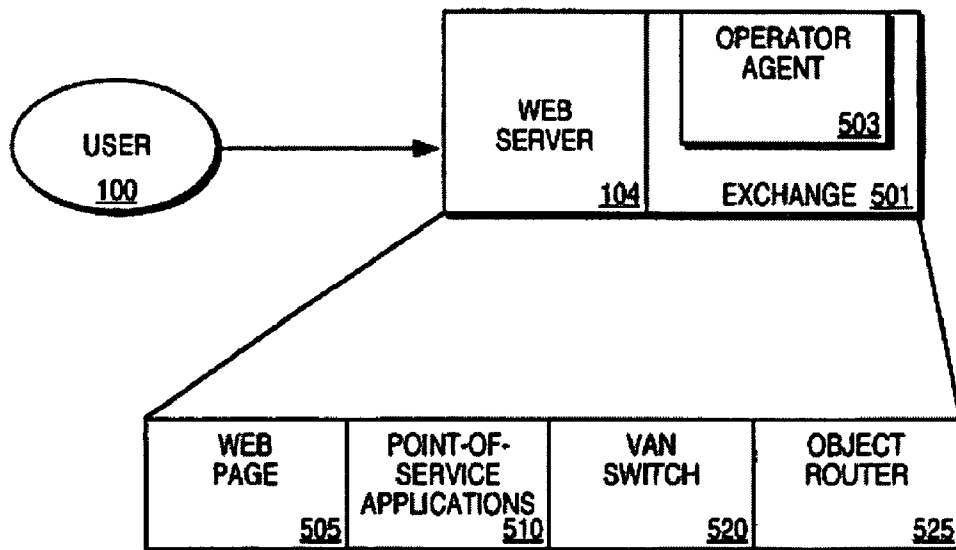 USER
100
WEB
SERVER
104
OPERATOR
AGENT
503
EXCHANGE 501
WEB
PAGE
505
POINT-OF-
SERVICE
APPLICATIONS
510
VAN
SWITCH
520
OBJECT
ROUTER
525